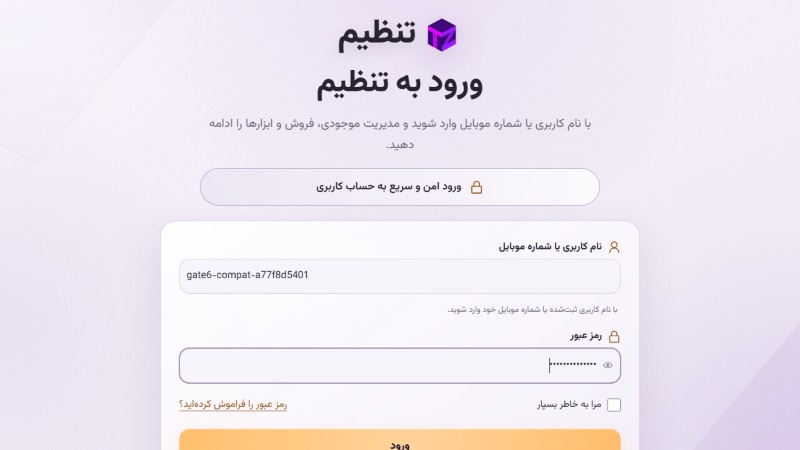 تنظیم
ورود به تنظیم
با نام کاربری یا شماره موبایل وارد شوید و مدیریت موجودی، فروش و ابزارها را ادامه
دهید.
ورود امن و سریع به حساب کاربری
نام کاربری یا شماره موبایل
gate6-compat-a77f8d5401
با نام کاربری ثبت‌شده یا شماره موبایل خود وارد شوید.
رمز عبور
••••••••••••••
مرا به خاطر بسپار
رمز عبور را فراموش کرده‌اید؟
ورود